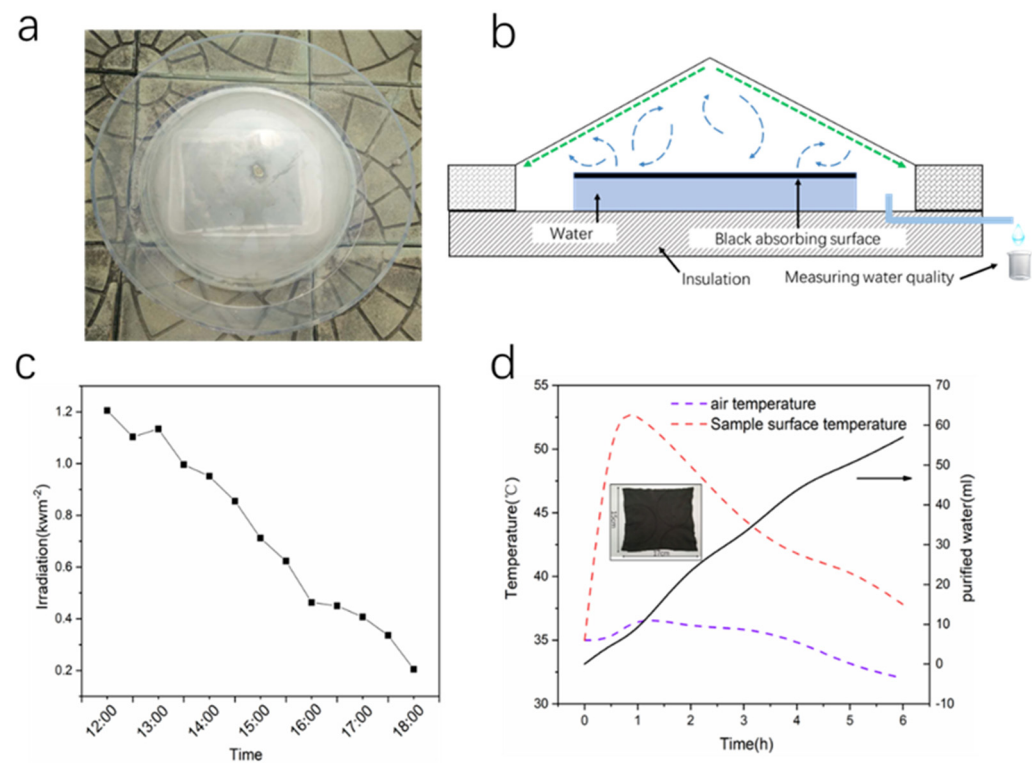 a
b
Water
Black absorbing surface
Insulation
Measuring water quality
c
1.2
1.0
0.8
0.6
0.4
0.2
Irradiation(kwm-2)
12:00
13:00
14:00
15:00
16:00
17:00
18:00
Time
d
55
50
45
40
35
30
Temperature(℃)
air temperature
Sample surface temperature
15cm
17cm
70
60
50
40
30
20
10
0
-10
purified water(ml)
0
1
2
3
4
5
6
Time(h)